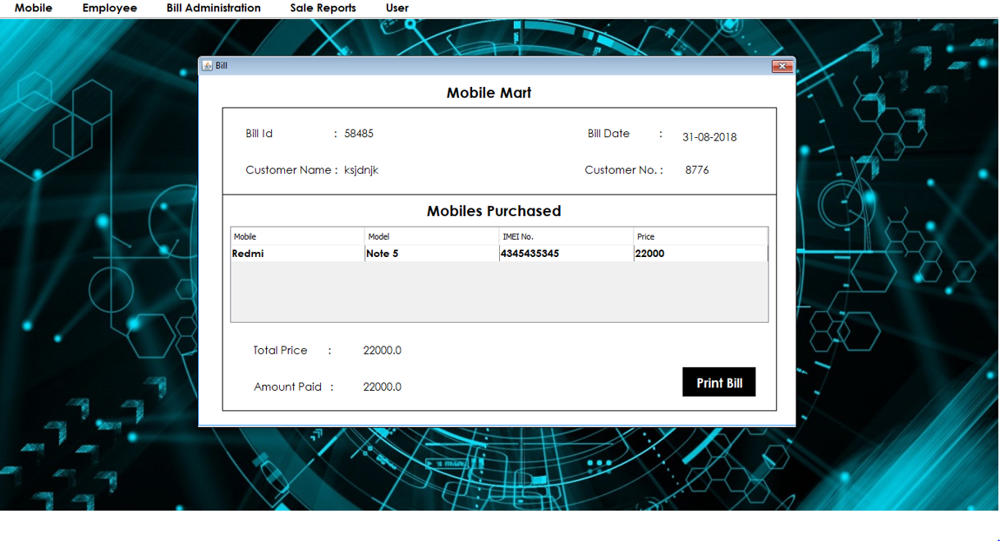 Mobile Employee Bill Administration Sale Reports User
Bill
Mobile Mart
Bill Id : 58485 Bill Date : 31-08-2018
Customer Name : ksjdnjk Customer No. : 8776
Mobiles Purchased
Mobile Model IMEI No. Price
Redmi Note 5 4345435345 22000
Total Price : 22000.0
Amount Paid : 22000.0
Print Bill